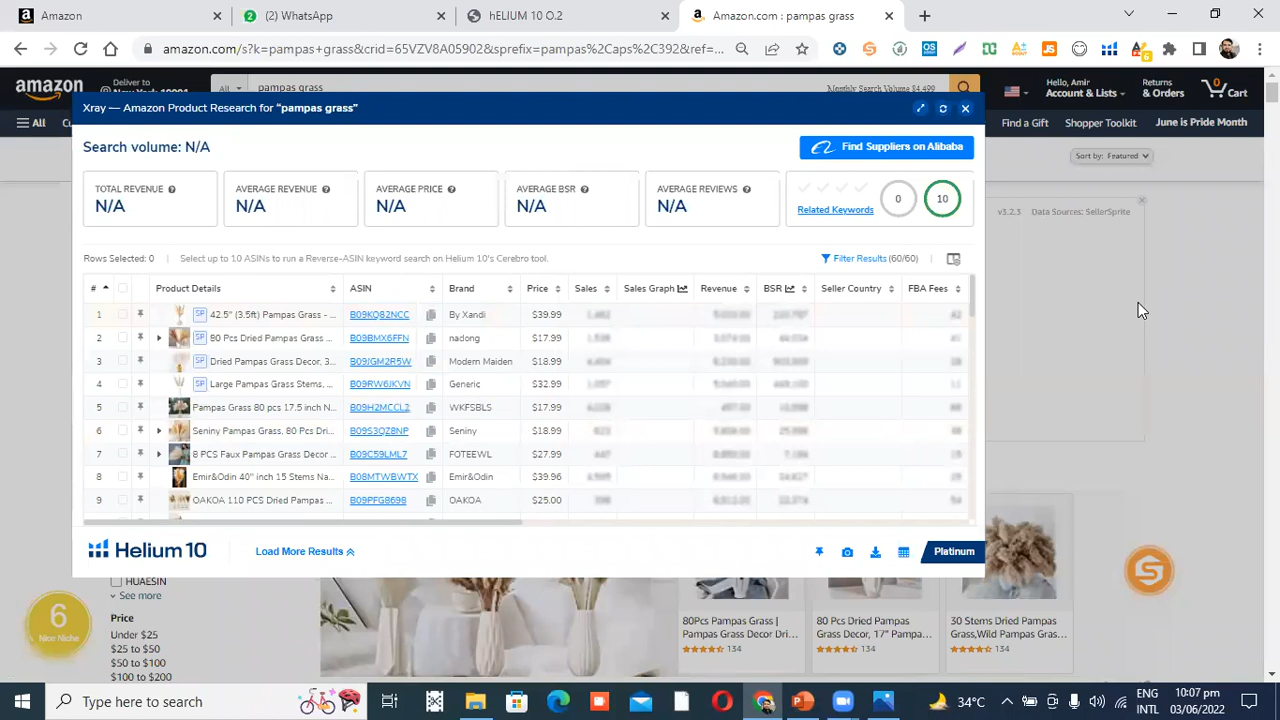 Amazon
(2) WhatsApp
hELIUM 10 O.2
Amazon.com : pampas grass
amazon.com/s?k=pampas+grass&crid=65VZV8A05902&sprefix=pampas%2Caps%2C392&ref=...
amazon
Deliver to
All
pampas grass
Monthly Search Volume $4,499
Hello, Amir
Account & Lists
Returns
& Orders
0
Cart
All
Find a Gift
Shopper Toolkit
June is Pride Month
Sort by: Featured
v3.2.3 Data Sources: SellerSprite
Xray — Amazon Product Research for “pampas grass”
Search volume: N/A
Find Suppliers on Alibaba
TOTAL REVENUE
N/A
AVERAGE REVENUE
N/A
AVERAGE PRICE
N/A
AVERAGE BSR
N/A
AVERAGE REVIEWS
N/A
Related Keywords
0
10
Rows Selected: 0
Select up to 10 ASINs to run a Reverse-ASIN keyword search on Helium 10's Cerebro tool.
Filter Results (60/60)
# Product Details ASIN Brand Price Sales Sales Graph Revenue BSR Seller Country FBA Fees
1 SP 42.5" (3.5ft) Pampas Grass - ... B09KQ82NCC By Xandi $39.99
2 SP 80 Pcs Dried Pampas Grass ... B09BMX6FFN nadong $17.99
3 SP Dried Pampas Grass Decor, 3... B09JGM2R5W Modern Maiden $18.99
4 SP Large Pampas Grass Stems, ... B09RW6JKVN Generic $32.99
5 Pampas Grass 80 pcs 17.5 inch N... B09H2MCCL2 WKFSBLS $17.99
6 Seniny Pampas Grass, 80 Pcs Dri... B09S3QZ8NP Seniny $18.99
7 8 PCS Faux Pampas Grass Decor ... B09C59LML7 FOTEEWL $27.99
8 Emir&Odin 40" inch 15 Stems Na... B08MTWBWTX Emir&Odin $39.96
9 OAKOA 110 PCS Dried Pampas ... B09PFG8698 OAKOA $25.00
Helium 10
Load More Results
Platinum
HUAESIN
See more
Price
Under $25
$25 to $50
$50 to $100
$100 to $200
6
Nice Niche
80Pcs Pampas Grass |
Pampas Grass Decor Dri...
134
80 Pcs Dried Pampas
Grass Decor, 17" Pampa...
134
30 Stems Dried Pampas
Grass,Wild Pampas Gras...
134
Type here to search
34°C
ENG
INTL
10:07 pm
03/06/2022